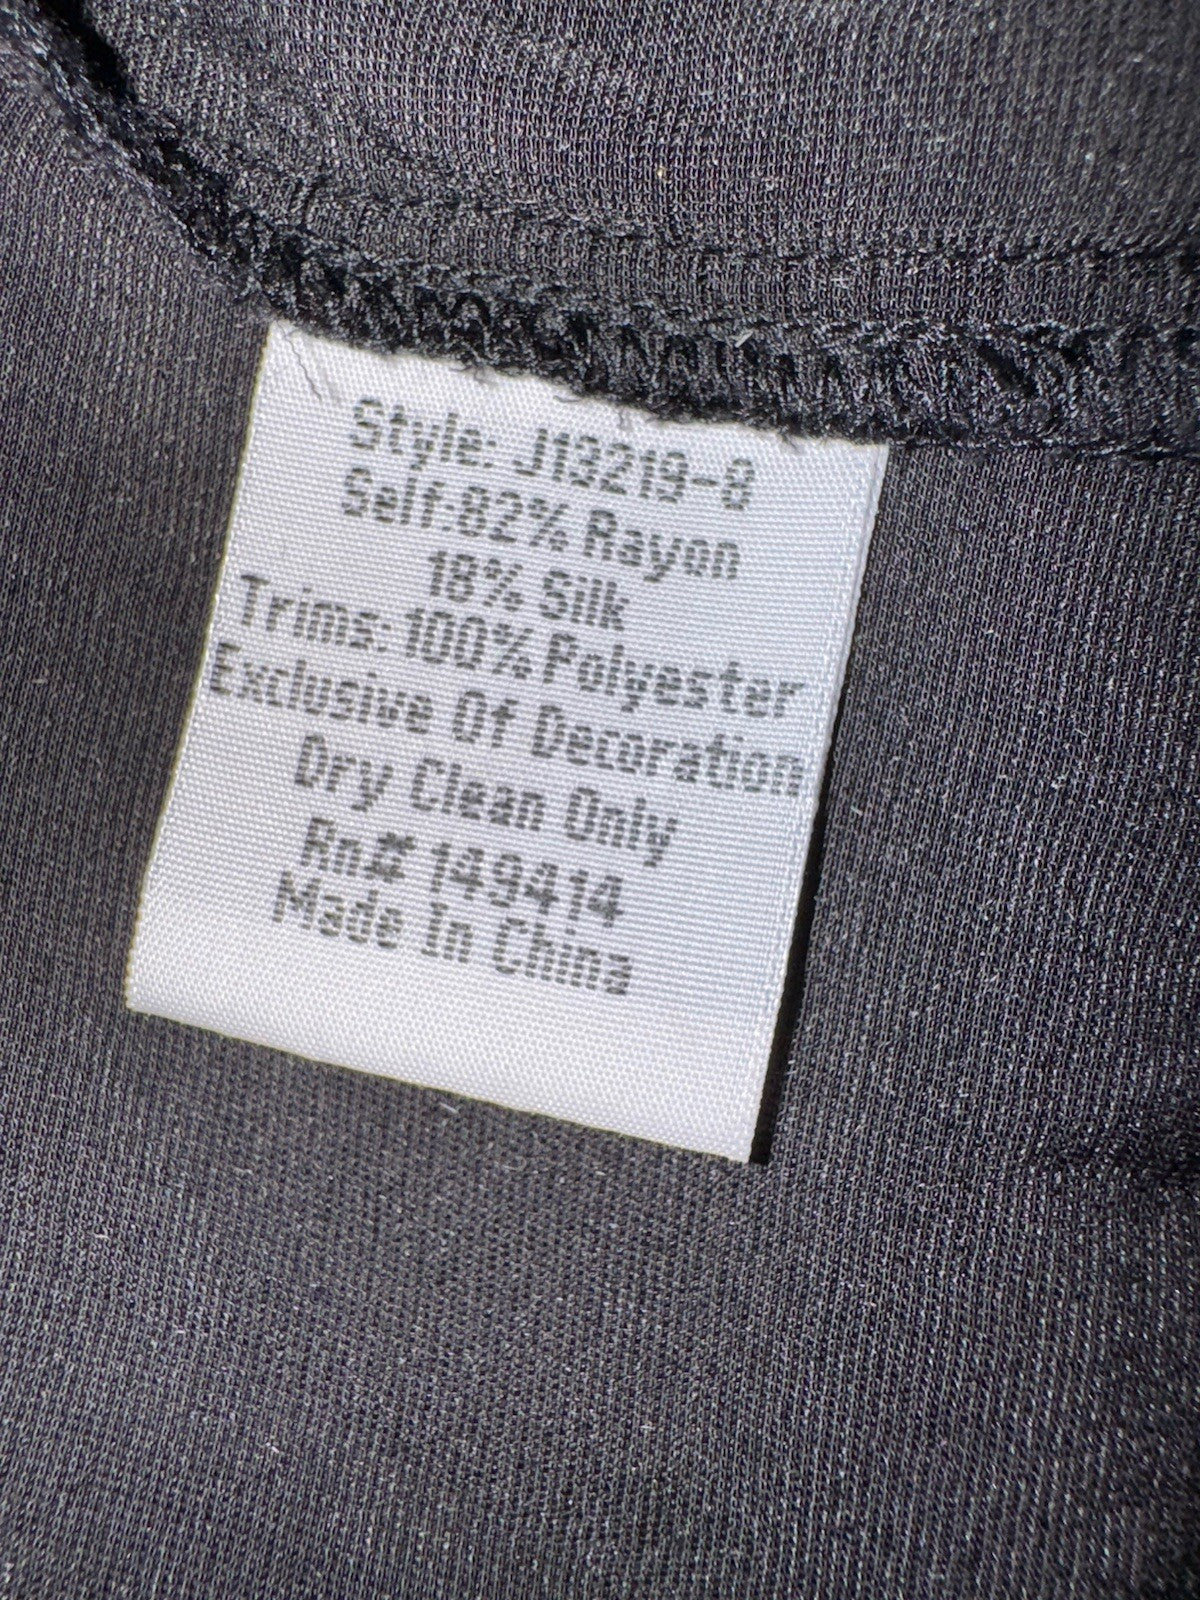 Style: J13219-8
Self:82% Rayon
18% Silk
Trims: 100% Polyester
Exclusive Of Decoration
Dry Clean Only
Rn# 149414
Made In China